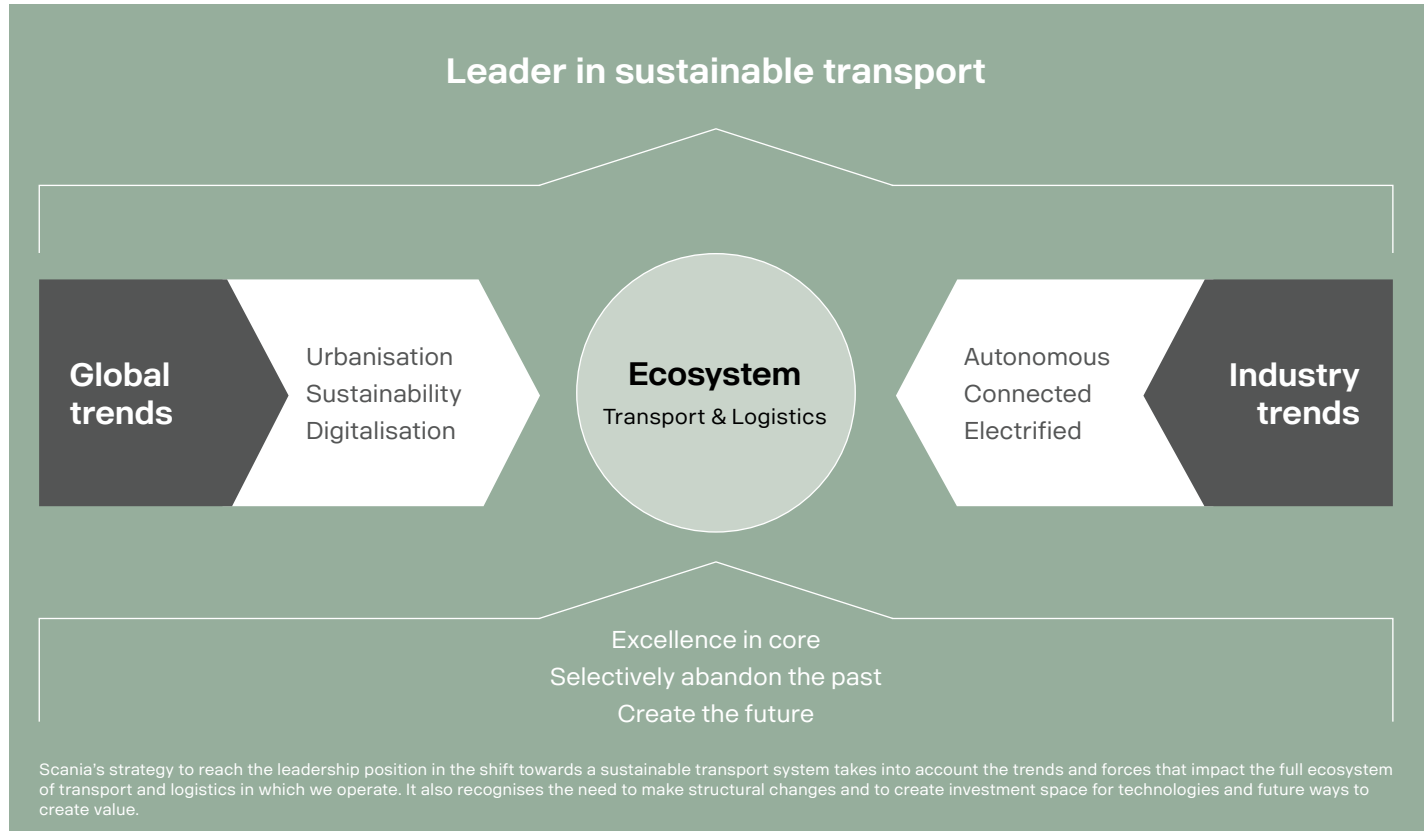 Leader in sustainable transport
Global
trends
Urbanisation
Sustainability
Digitalisation
Ecosystem
Transport & Logistics
Autonomous
Connected
Electrified
Industry
trends
Excellence in core
Selectively abandon the past
Create the future
Scania’s strategy to reach the leadership position in the shift towards a sustainable transport system takes into account the trends and forces that impact the full ecosystem
of transport and logistics in which we operate. It also recognises the need to make structural changes and to create investment space for technologies and future ways to
create value.